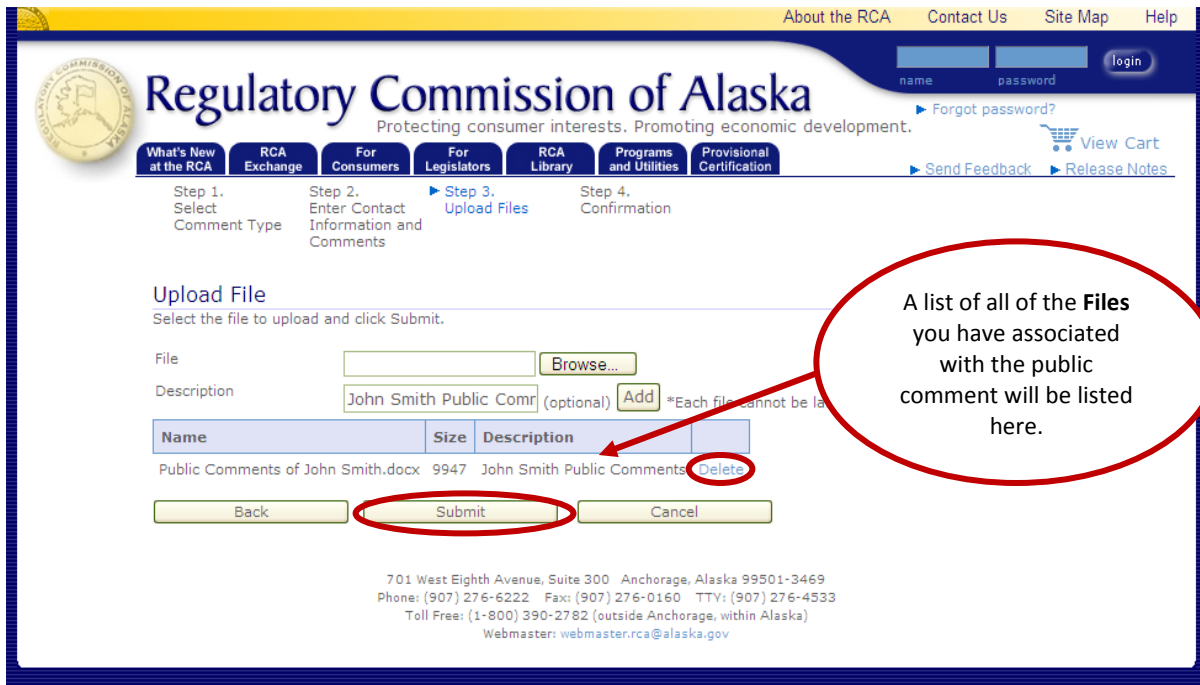 About the RCA Contact Us Site Map Help
login
name password
Regulatory Commission of Alaska
Protecting consumer interests. Promoting economic development.
Forgot password?
View Cart
Send Feedback Release Notes
What's New at the RCA
RCA Exchange
For Consumers
For Legislators
RCA Library
Programs and Utilities
Provisional Certification
Step 1.
Select
Comment Type
Step 2.
Enter Contact
Information and
Comments
Step 3.
Upload Files
Step 4.
Confirmation
Upload File
Select the file to upload and click Submit.
File Browse...
Description John Smith Public Comr (optional) Add *Each file cannot be la
A list of all of the Files
you have associated
with the public
comment will be listed
here.
Name Size Description
Public Comments of John Smith.docx 9947 John Smith Public Comments Delete
Back Submit Cancel
701 West Eighth Avenue, Suite 300 Anchorage, Alaska 99501-3469
Phone: (907) 276-6222 Fax: (907) 276-0160 TTY: (907) 276-4533
Toll Free: (1-800) 390-2782 (outside Anchorage, within Alaska)
Webmaster: webmaster.rca@alaska.gov